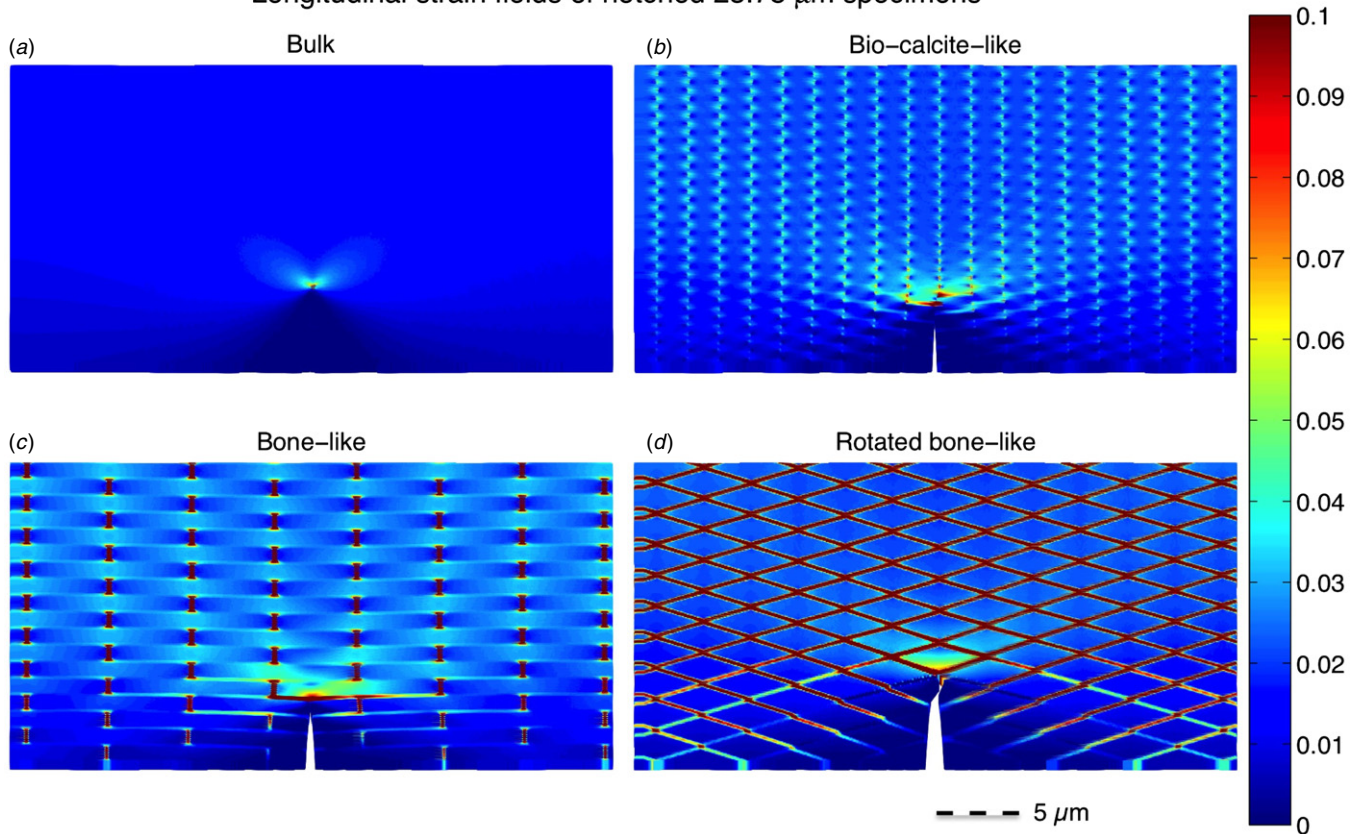 Longitudinal strain fields of notched 28.78 μm specimens
(a)
Bulk
(b)
Bio-calcite-like
0.1
0.09
0.08
0.07
0.06
0.05
0.04
0.03
0.02
0.01
0
(c)
Bone-like
(d)
Rotated bone-like
5 μm